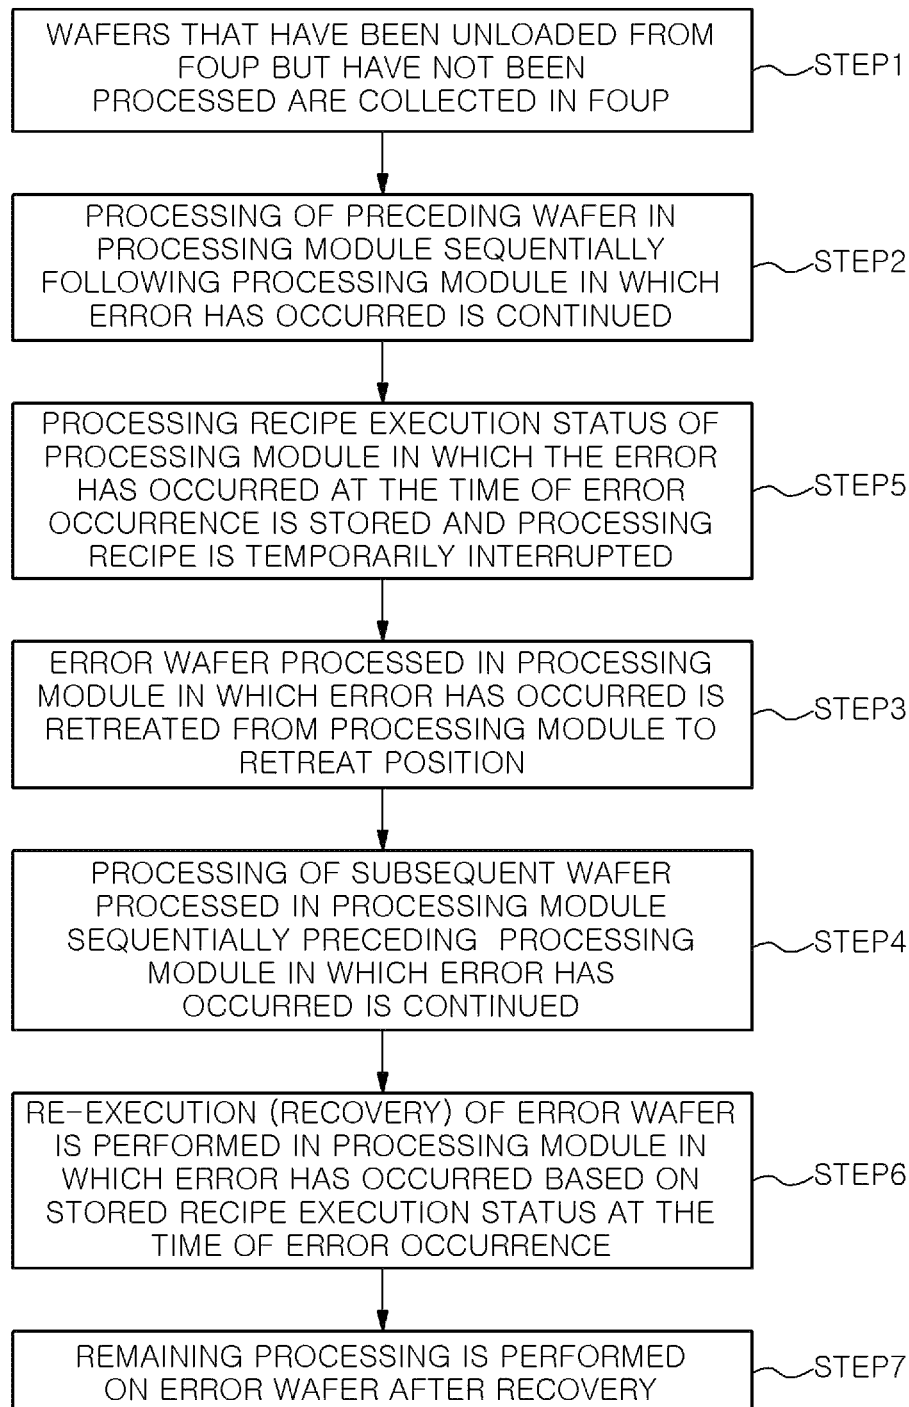 WAFERS THAT HAVE BEEN UNLOADED FROM
FOUP BUT HAVE NOT BEEN
PROCESSED ARE COLLECTED IN FOUP
STEP1
PROCESSING OF PRECEDING WAFER IN
PROCESSING MODULE SEQUENTIALLY
FOLLOWING PROCESSING MODULE IN WHICH
ERROR HAS OCCURRED IS CONTINUED
STEP2
PROCESSING RECIPE EXECUTION STATUS OF
PROCESSING MODULE IN WHICH THE ERROR
HAS OCCURRED AT THE TIME OF ERROR
OCCURRENCE IS STORED AND PROCESSING
RECIPE IS TEMPORARILY INTERRUPTED
STEP5
ERROR WAFER PROCESSED IN PROCESSING
MODULE IN WHICH ERROR HAS OCCURRED IS
RETREATED FROM PROCESSING MODULE TO
RETREAT POSITION
STEP3
PROCESSING OF SUBSEQUENT WAFER
PROCESSED IN PROCESSING MODULE
SEQUENTIALLY PRECEDING PROCESSING
MODULE IN WHICH ERROR HAS
OCCURRED IS CONTINUED
STEP4
RE-EXECUTION (RECOVERY) OF ERROR WAFER
IS PERFORMED IN PROCESSING MODULE IN
WHICH ERROR HAS OCCURRED BASED ON
STORED RECIPE EXECUTION STATUS AT THE
TIME OF ERROR OCCURRENCE
STEP6
REMAINING PROCESSING IS PERFORMED
ON ERROR WAFER AFTER RECOVERY
STEP7